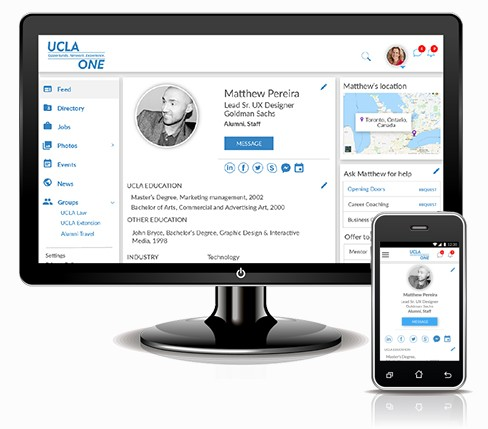 UCLA
ONE
Feed
Directory
Jobs
Photos
Events
News
Groups
UCLA Law
UCLA Extension
Alumni Travel
Settings
Matthew Pereira
Lead Sr. UX Designer
Goldman Sachs
Alumni, Staff
MESSAGE
UCLA EDUCATION
Master's Degree, Marketing management, 2002
Bachelor of Arts, Commercial and Advertising Art, 2000
OTHER EDUCATION
John Bryce, Bachelor's Degree, Graphic Design & Interactive
Media, 1998
INDUSTRY Technology
Matthew's location
Toronto, Ontario,
Canada
Ask Matthew for help
Opening Doors REQUEST
Career Coaching REQUEST
Business
Offer to
Mentor
UCLA
ONE
Matthew Pereira
Lead Sr. UX Designer
Goldman Sachs
Alumni, Staff
MESSAGE
UCLA EDUCATION
Master's Degree,